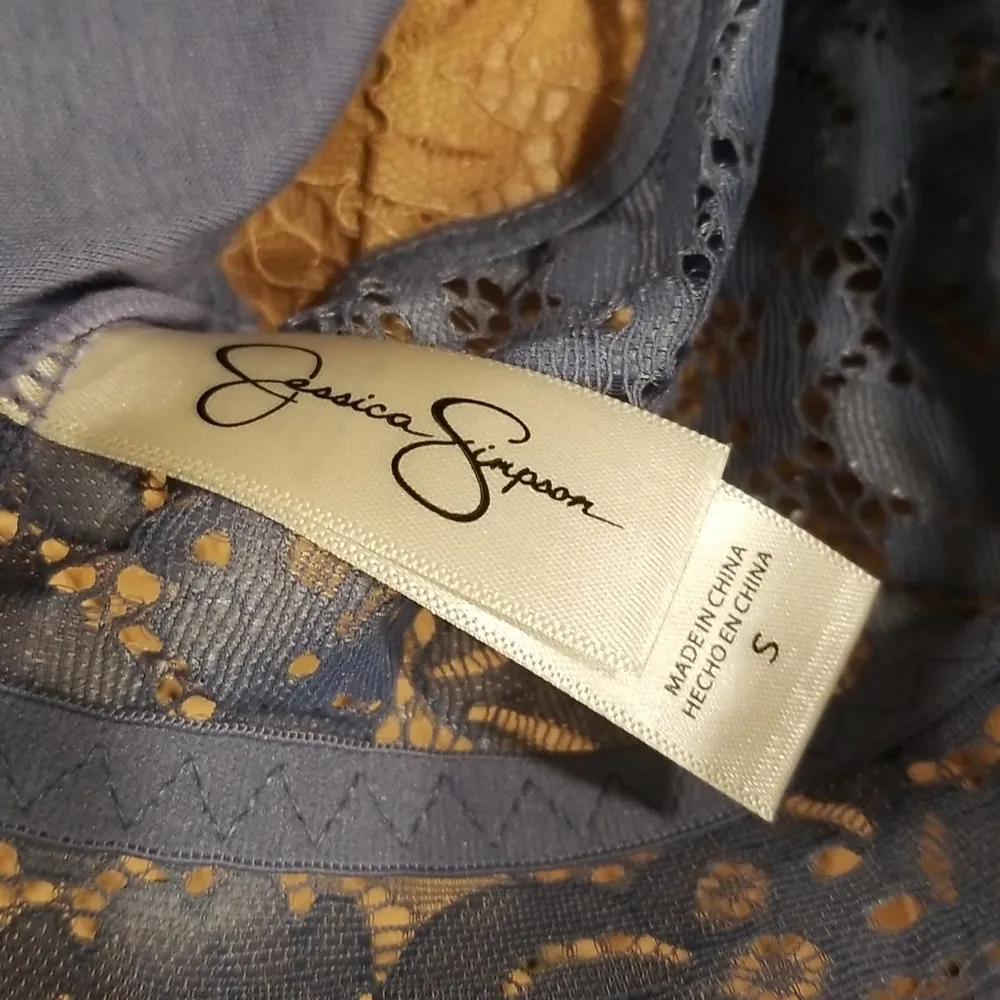 Jessica Simpson
MADE IN CHINA
HECHO EN CHINA
S